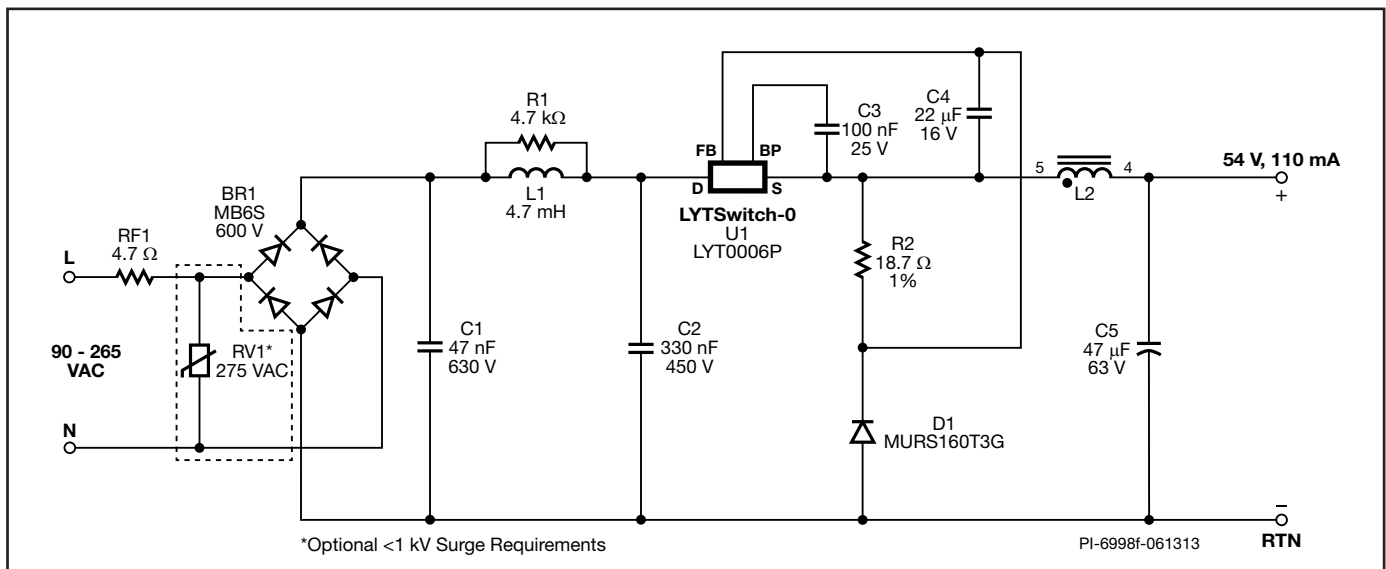 R1
4.7 kΩ
L1
4.7 mH
BR1
MB6S
600 V
RF1
4.7 Ω
L
90 - 265
VAC
N
RV1*
275 VAC
C1
47 nF
630 V
C2
330 nF
450 V
FB
BP
D
S
LYTSwitch-0
U1
LYT0006P
C3
100 nF
25 V
C4
22 µF
16 V
R2
18.7 Ω
1%
D1
MURS160T3G
5
4
L2
54 V, 110 mA
+
C5
47 µF
63 V
–
RTN
*Optional <1 kV Surge Requirements
PI-6998f-061313